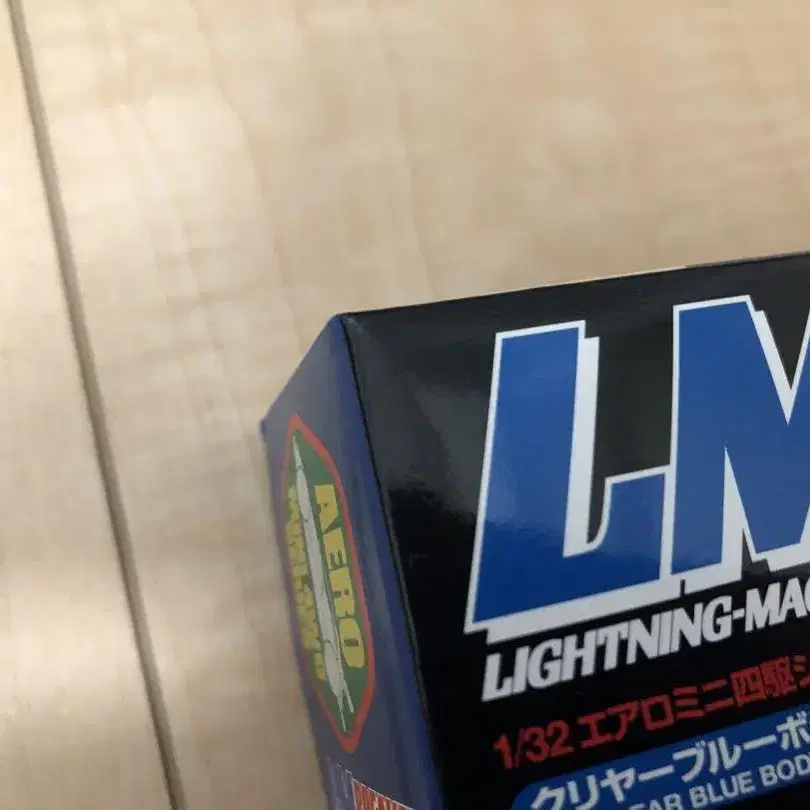 LM
LIGHTNING-MAG
1/32 エアロミニ四駆シ
クリヤーブルーボ
EAR BLUE BOD
AERO